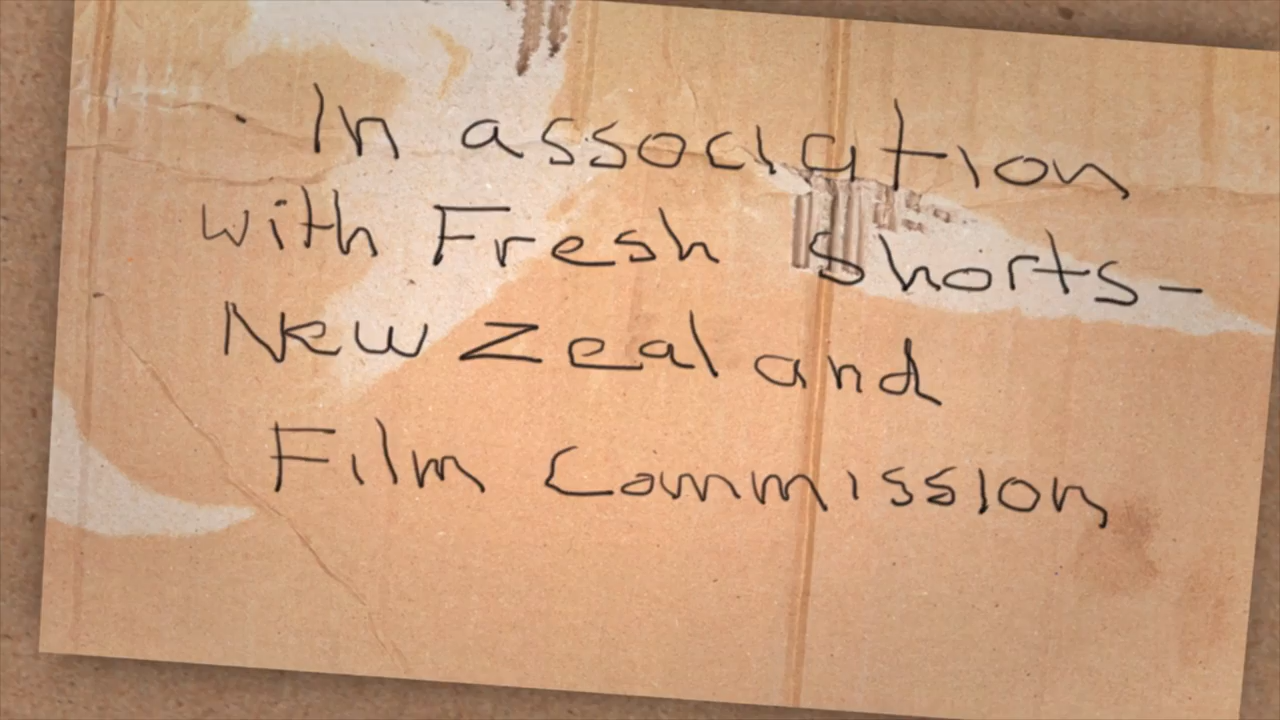 In association
with Fresh Shorts-
New Zealand
Film Commission